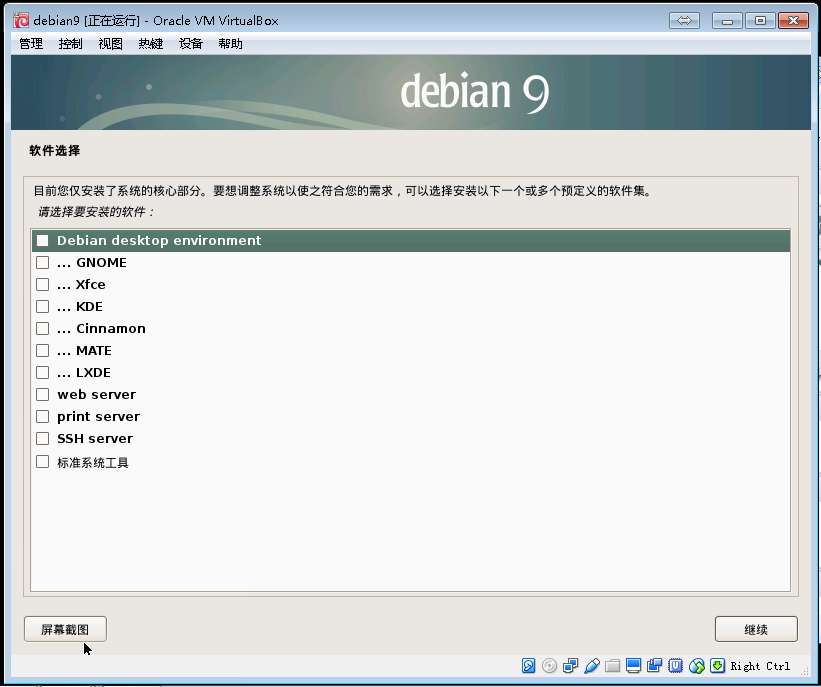 debian9 [正在运行] - Oracle VM VirtualBox
管理 控制 视图 热键 设备 帮助
debian 9
软件选择
目前您仅安装了系统的核心部分。要想调整系统以使之符合您的需求，可以选择安装以下一个或多个预定义的软件集。
请选择要安装的软件：
Debian desktop environment
... GNOME
... Xfce
... KDE
... Cinnamon
... MATE
... LXDE
web server
print server
SSH server
标准系统工具
屏幕截图 继续
Right Ctrl